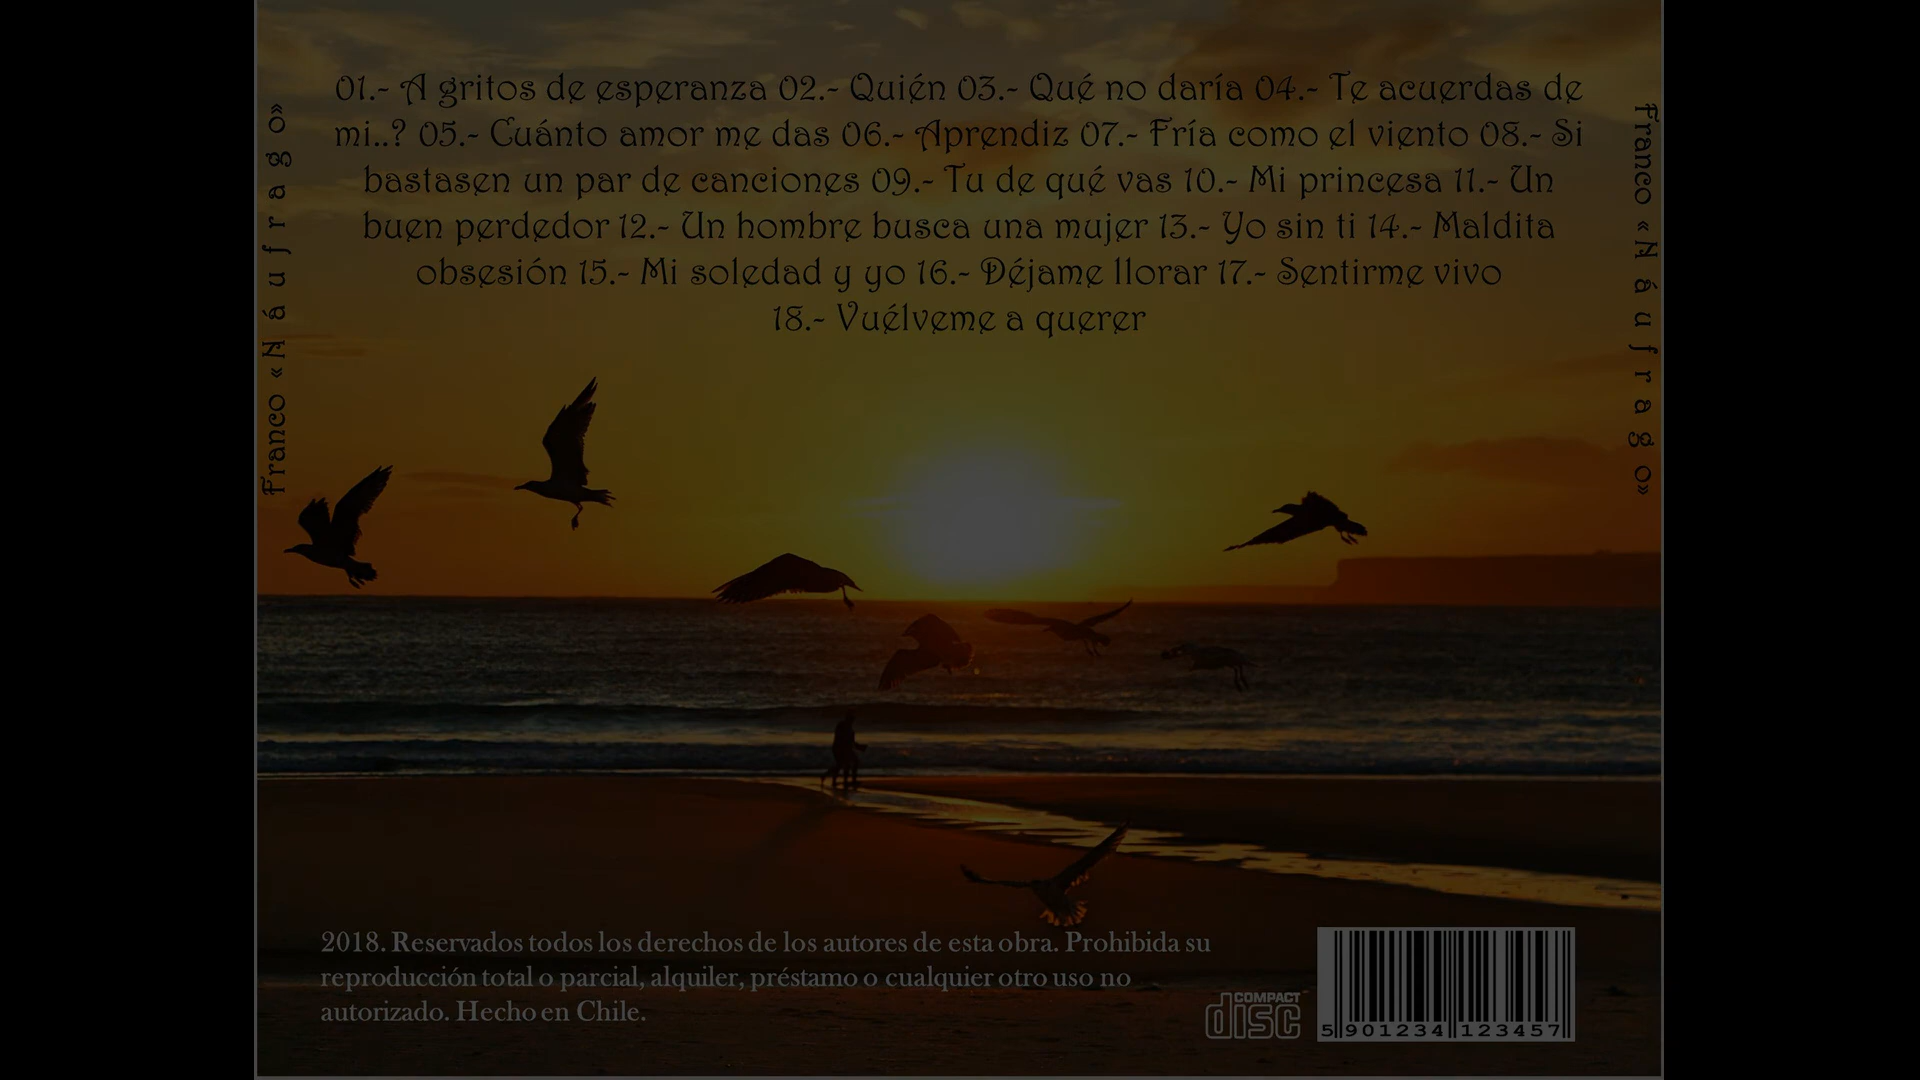 01.- A gritos de esperanza 02.- Quién 03.- Qué no daría 04.- Te acuerdas de
mi..? 05.- Cuánto amor me das 06.- Aprendiz 07.- Fría como el viento 08.- Si
bastasen un par de canciones 09.- Tu de qué vas 10.- Mi princesa 11.- Un
buen perdedor 12.- Un hombre busca una mujer 13.- Yo sin ti 14.- Maldita
obsesión 15.- Mi soledad y yo 16.- Déjame llorar 17.- Sentirme vivo
18.- Vuélveme a querer
Franco «N á u f r a g o»
Franco «N á u f r a g o»
2018. Reservados todos los derechos de los autores de esta obra. Prohibida su
reproducción total o parcial, alquiler, préstamo o cualquier otro uso no
autorizado. Hecho en Chile.
COMPACT
disc
5 901234 123457